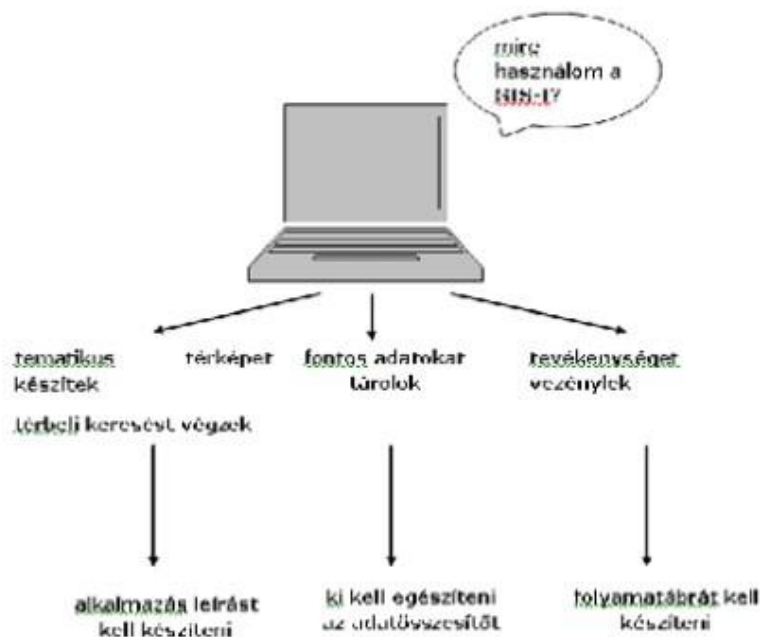 mire
használom a
GIS-t?
tematikus térképet
készítek
térbeli keresést végzek
fontos adatokat
tárolok
tevékenységet
vezénylek
alkalmazás leírást
kell készíteni
ki kell egészíteni
az adatösszesítőt
folyamatábrát kell
készíteni